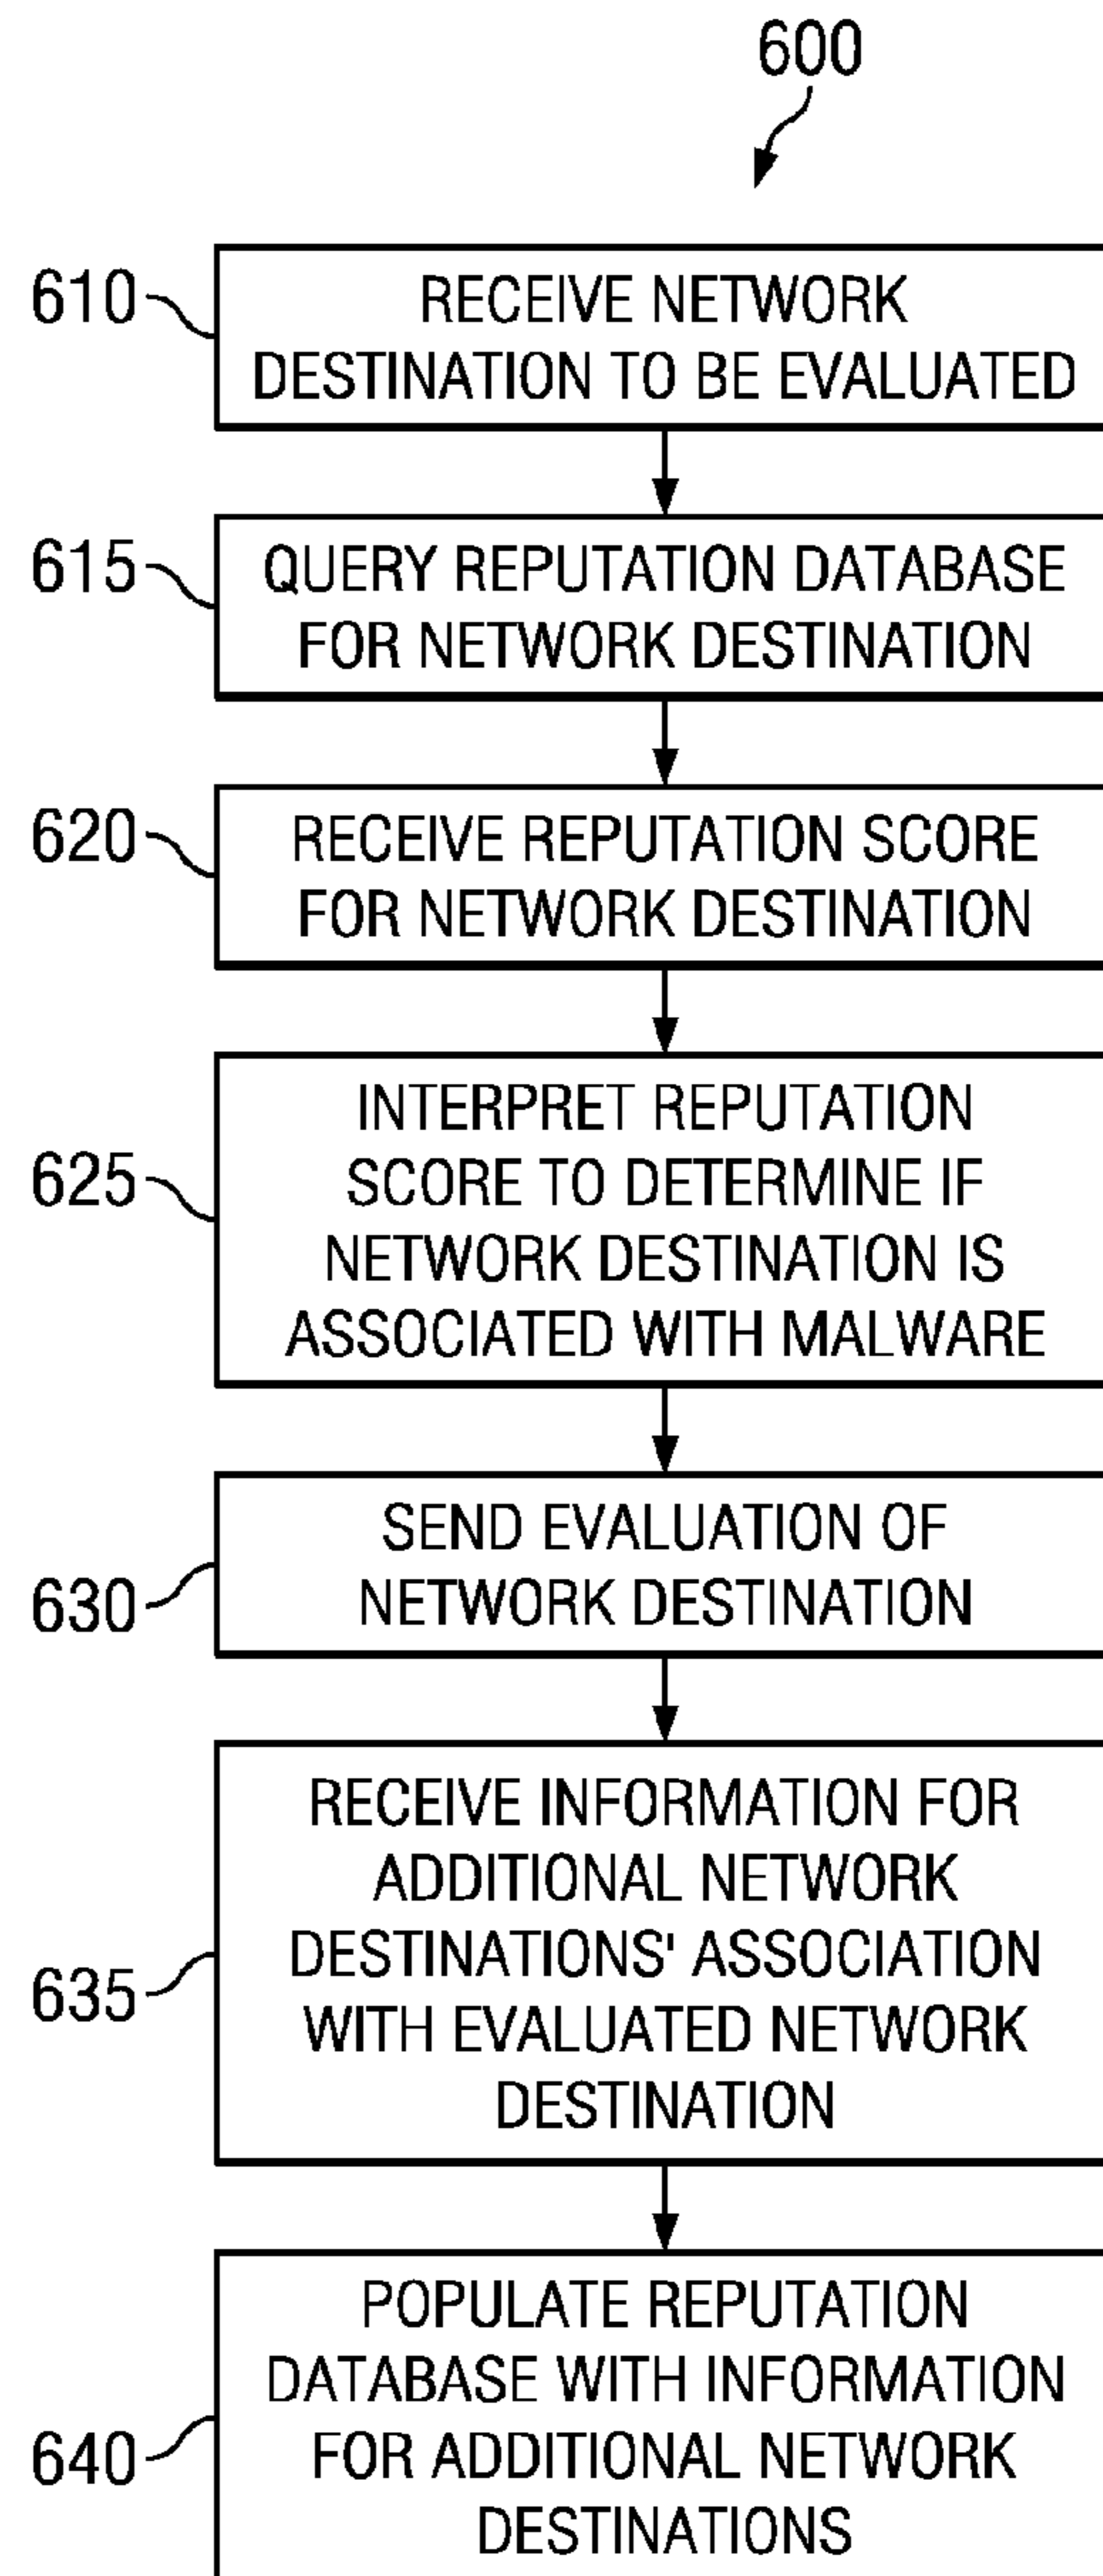 600
610
RECEIVE NETWORK
DESTINATION TO BE EVALUATED
615
QUERY REPUTATION DATABASE
FOR NETWORK DESTINATION
620
RECEIVE REPUTATION SCORE
FOR NETWORK DESTINATION
625
INTERPRET REPUTATION
SCORE TO DETERMINE IF
NETWORK DESTINATION IS
ASSOCIATED WITH MALWARE
630
SEND EVALUATION OF
NETWORK DESTINATION
635
RECEIVE INFORMATION FOR
ADDITIONAL NETWORK
DESTINATIONS' ASSOCIATION
WITH EVALUATED NETWORK
DESTINATION
640
POPULATE REPUTATION
DATABASE WITH INFORMATION
FOR ADDITIONAL NETWORK
DESTINATIONS